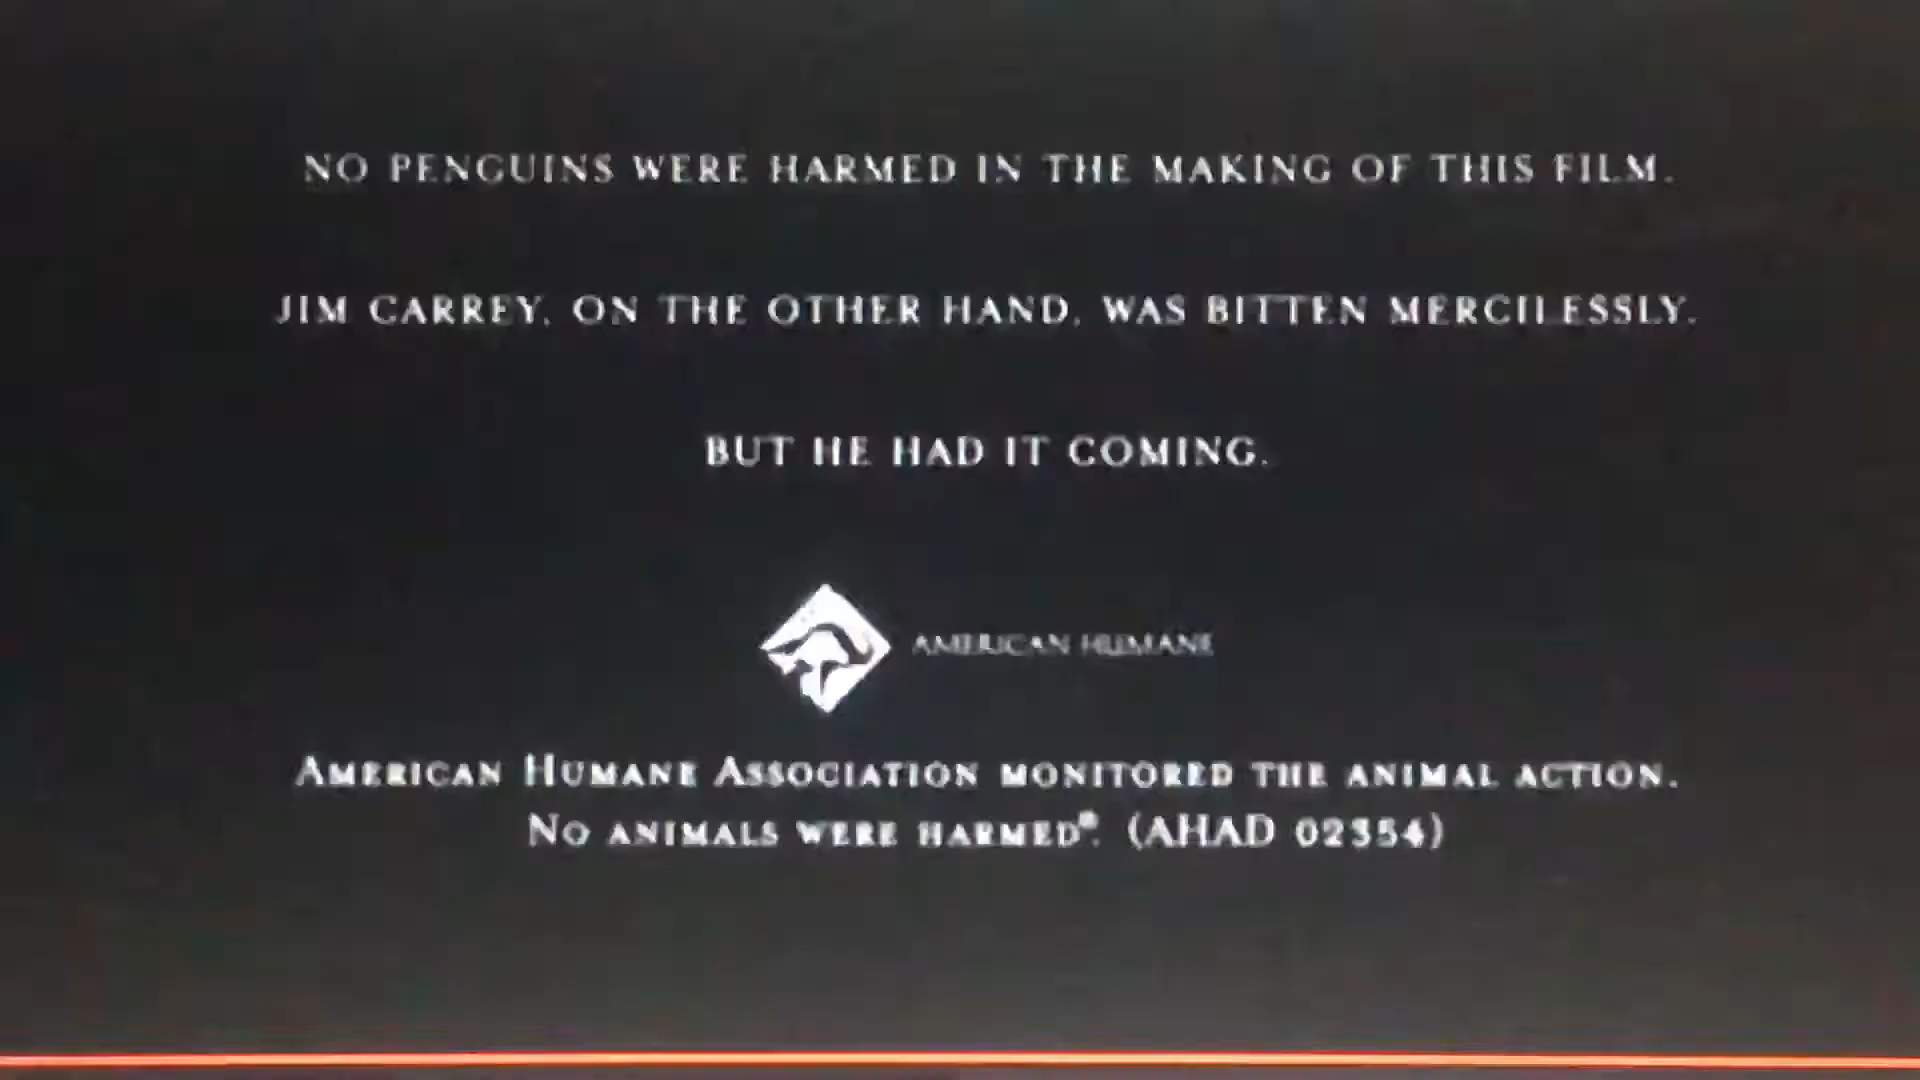 NO PENGUINS WERE HARMED IN THE MAKING OF THIS FILM.
JIM CARREY, ON THE OTHER HAND, WAS BITTEN MERCILESSLY.
BUT HE HAD IT COMING.
AMERICAN HUMANE
AMERICAN HUMANE ASSOCIATION MONITORED THE ANIMAL ACTION.
NO ANIMALS WERE HARMED®. (AHAD 02354)